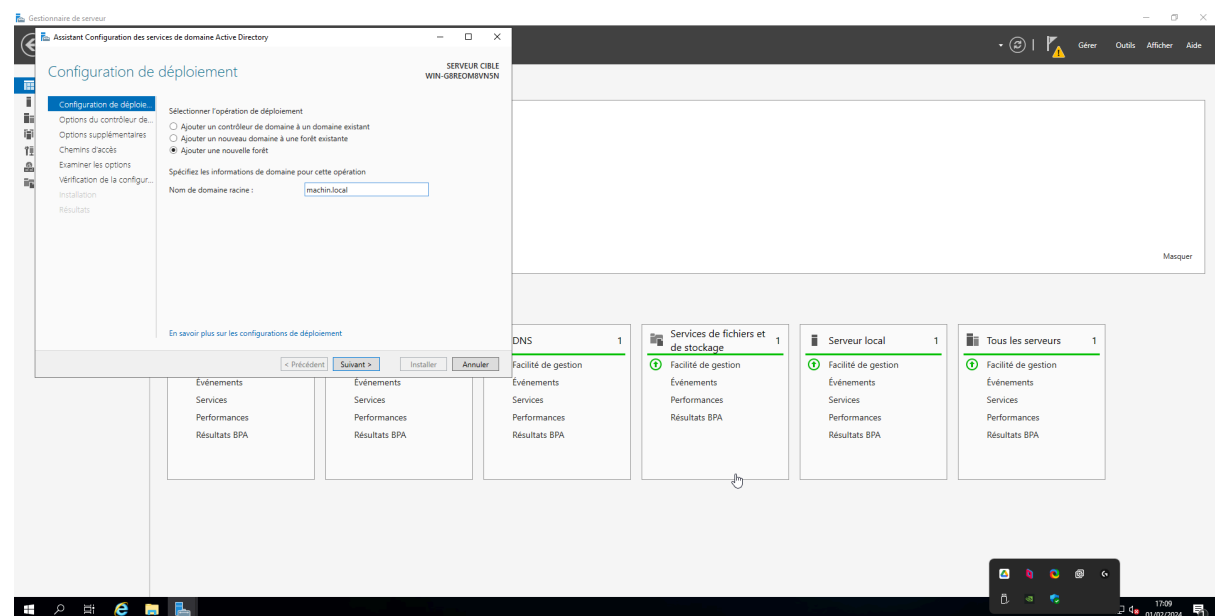 Gestionnaire de serveur
Gérer Outils Afficher Aide
Assistant Configuration des services de domaine Active Directory
Configuration de déploiement
SERVEUR CIBLE
WIN-G8REOM8VN5N
Configuration de déploie...
Options du contrôleur de...
Options supplémentaires
Chemins d'accès
Examiner les options
Vérification de la configur...
Installation
Résultats
Sélectionner l'opération de déploiement
Ajouter un contrôleur de domaine à un domaine existant
Ajouter un nouveau domaine à une forêt existante
Ajouter une nouvelle forêt
Spécifiez les informations de domaine pour cette opération
Nom de domaine racine : machin.local
En savoir plus sur les configurations de déploiement
< Précédent Suivant > Installer Annuler
Masquer
Événements
Services
Performances
Résultats BPA
Événements
Services
Performances
Résultats BPA
DNS 1
Facilité de gestion
Événements
Services
Performances
Résultats BPA
Services de fichiers et de stockage 1
Facilité de gestion
Événements
Performances
Résultats BPA
Serveur local 1
Facilité de gestion
Événements
Services
Performances
Résultats BPA
Tous les serveurs 1
Facilité de gestion
Événements
Services
Performances
Résultats BPA
17:09
01/02/2024